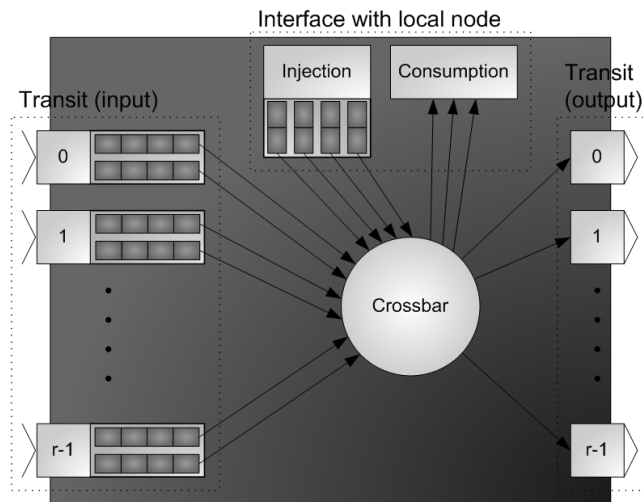 Interface with local node
Injection
Consumption
Transit (input)
Transit
(output)
0
0
1
1
Crossbar
r-1
r-1